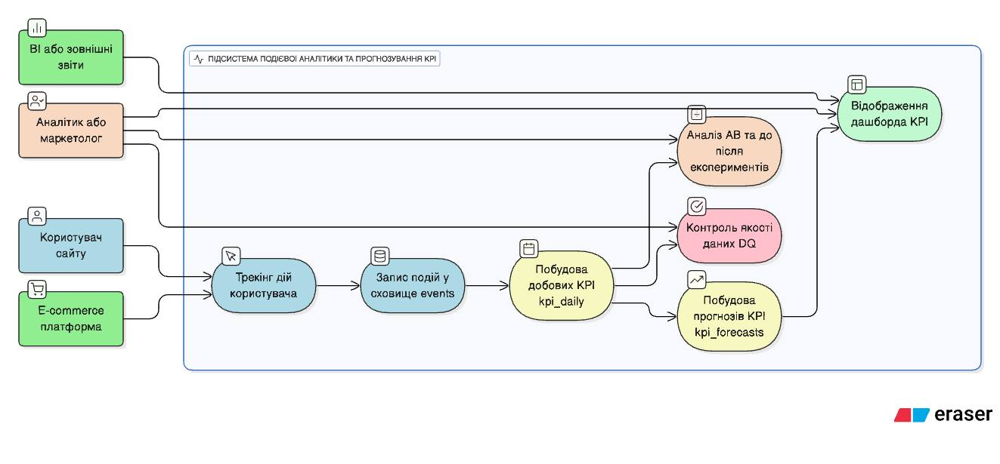 BI або зовнішні
звіти
ПІДСИСТЕМА ПОДІЄВОЇ АНАЛІТИКИ ТА ПРОГНОЗУВАННЯ KPI
Аналітик або
маркетолог
Відображення
дашборда KPI
Аналіз AB та до
після
експериментів
Користувач
сайту
Контроль якості
даних DQ
Трекінг дій
користувача
Запис подій у
сховище events
Побудова
добових KPI
kpi_daily
E-commerce
платформа
Побудова
прогнозів KPI
kpi_forecasts
eraser